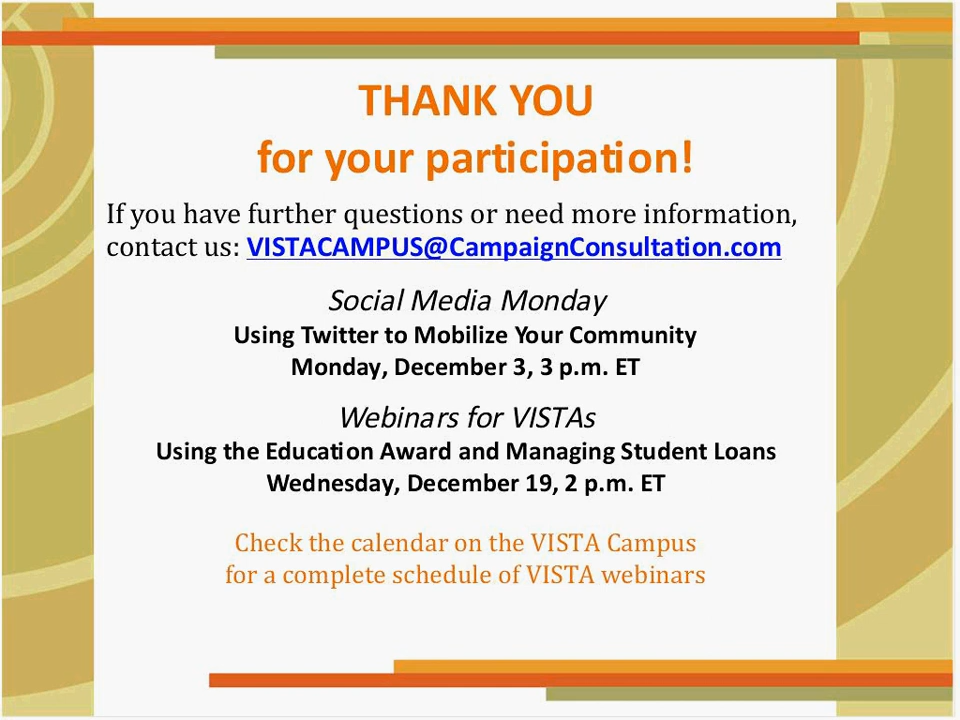 THANK YOU
for your participation!
If you have further questions or need more information,
contact us: VISTACAMPUS@CampaignConsultation.com
Social Media Monday
Using Twitter to Mobilize Your Community
Monday, December 3, 3 p.m. ET
Webinars for VISTAs
Using the Education Award and Managing Student Loans
Wednesday, December 19, 2 p.m. ET
Check the calendar on the VISTA Campus
for a complete schedule of VISTA webinars